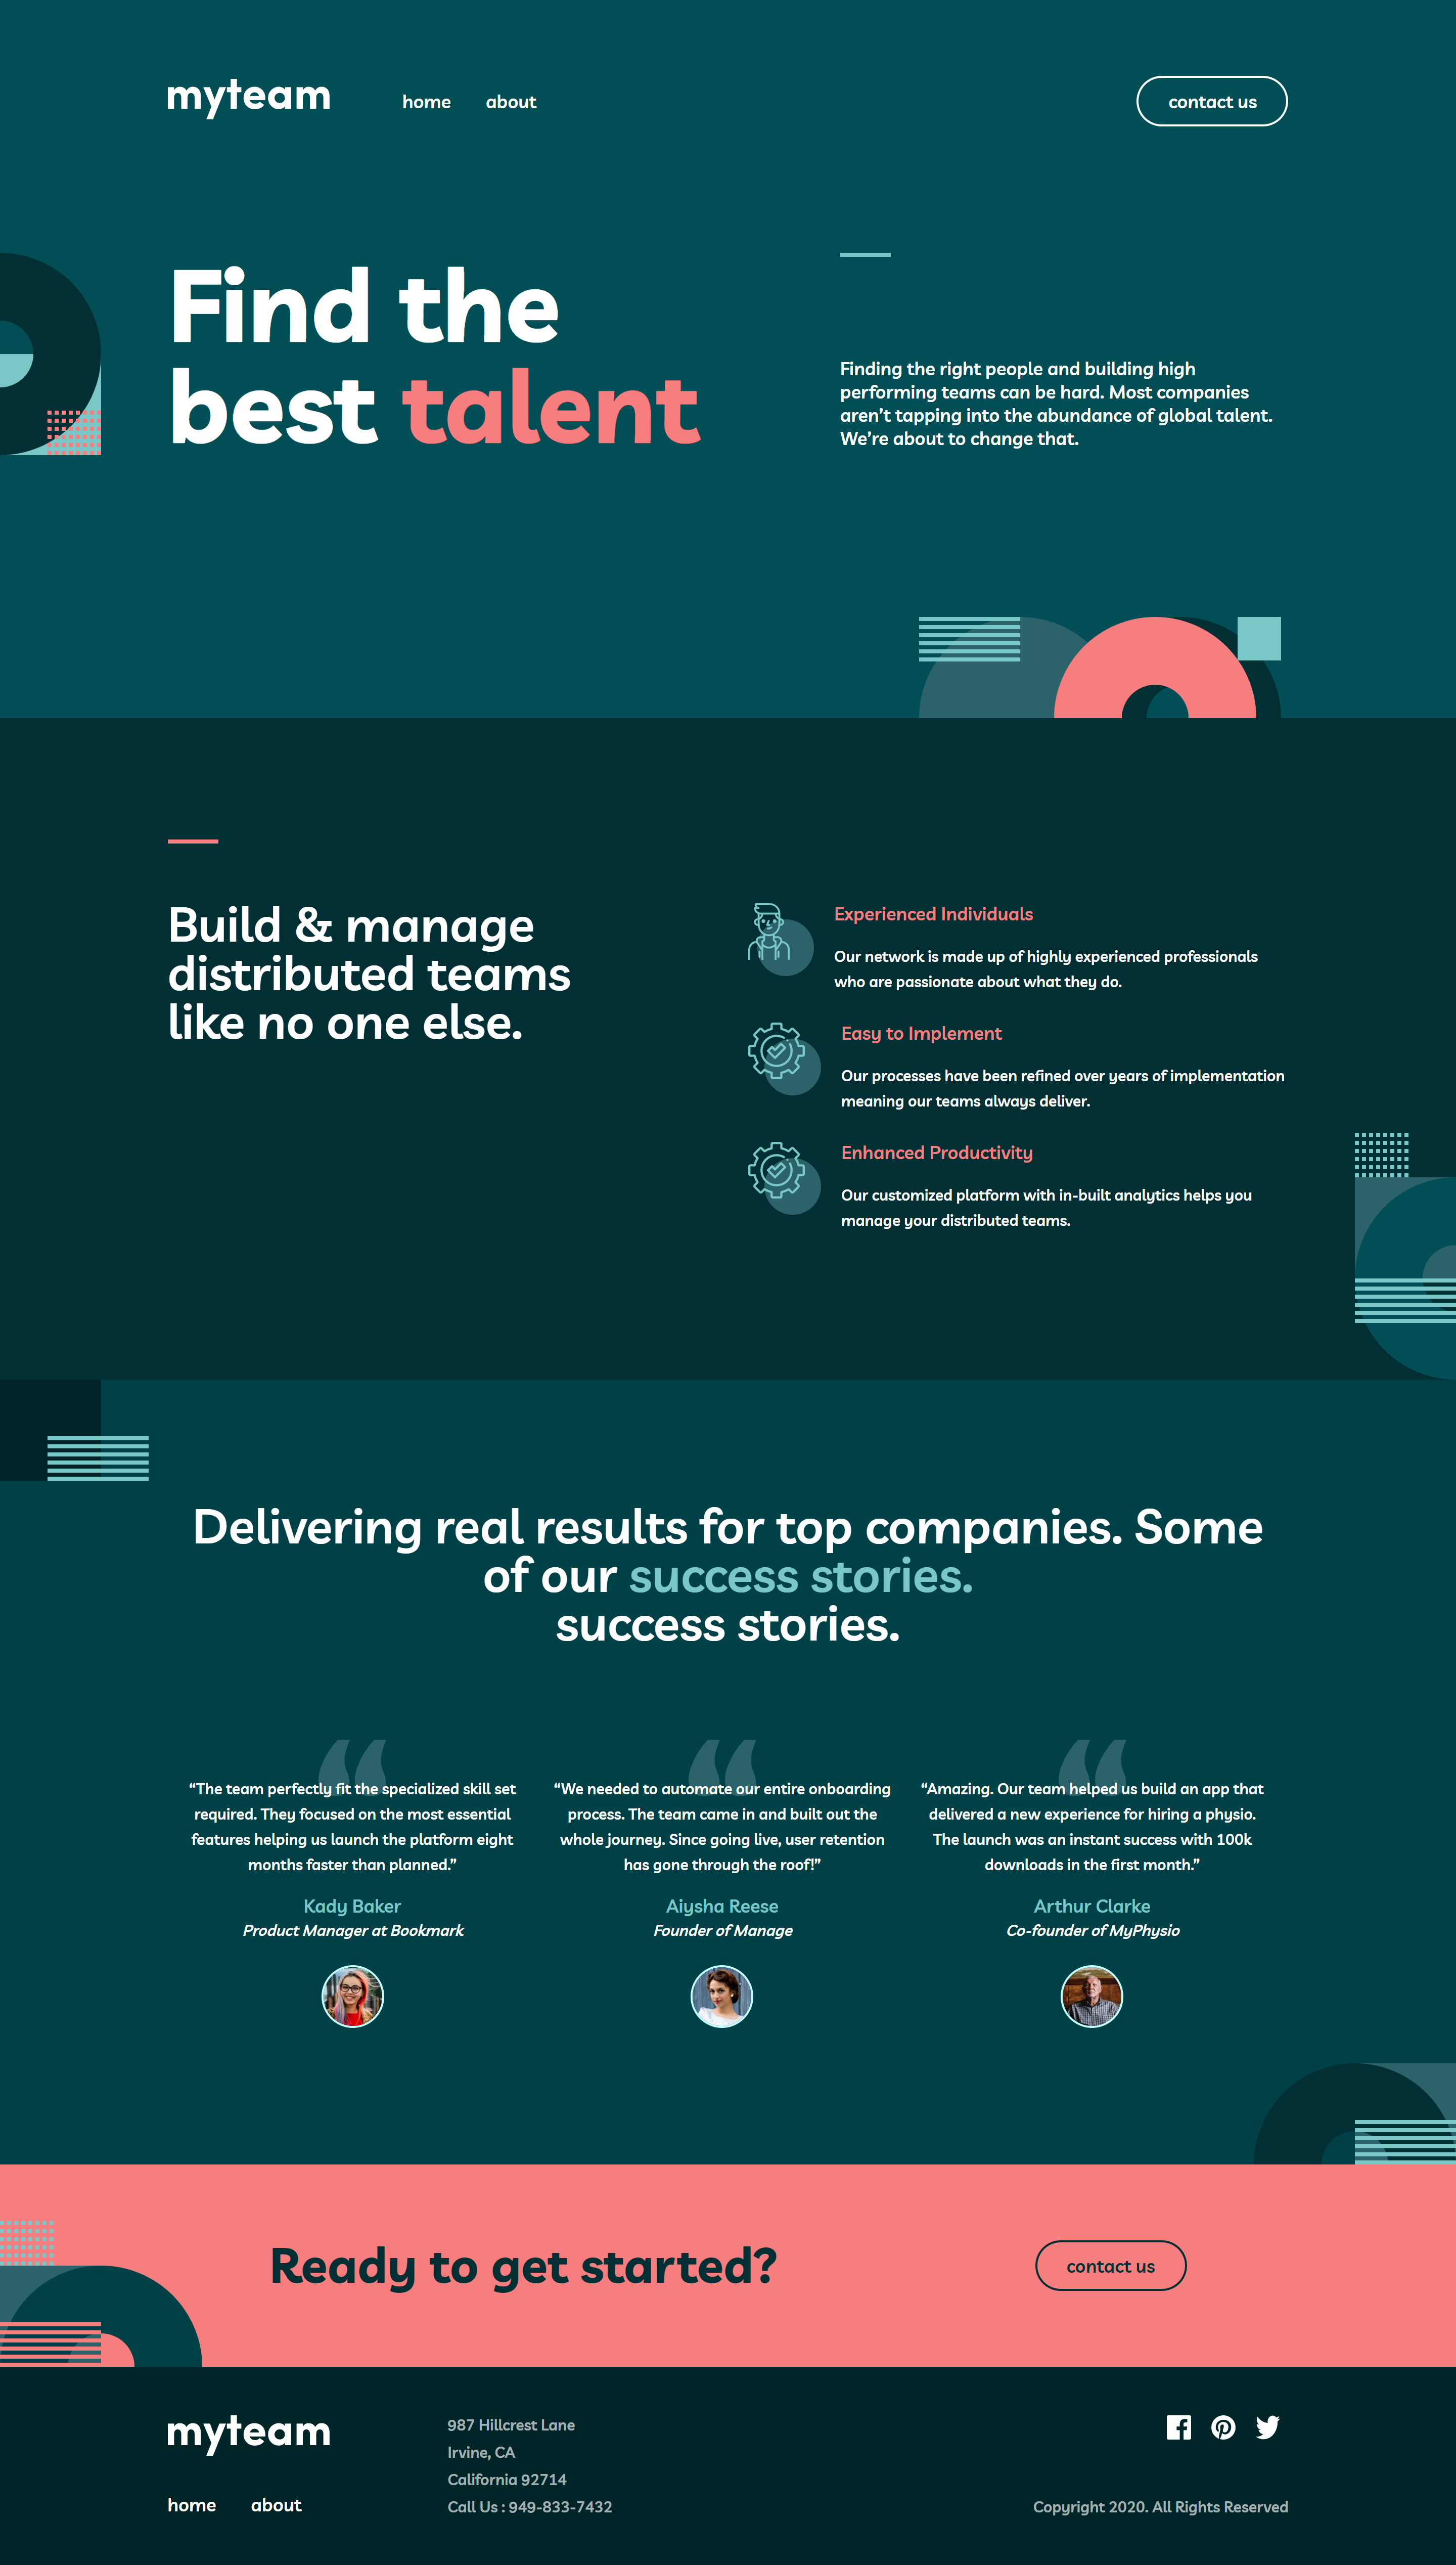 myteam
home
about
contact us
Find the
best talent
Finding the right people and building high
performing teams can be hard. Most companies
aren’t tapping into the abundance of global talent.
We’re about to change that.
Build & manage
distributed teams
like no one else.
Experienced Individuals
Our network is made up of highly experienced professionals
who are passionate about what they do.
Easy to Implement
Our processes have been refined over years of implementation
meaning our teams always deliver.
Enhanced Productivity
Our customized platform with in-built analytics helps you
manage your distributed teams.
Delivering real results for top companies. Some
of our success stories.
success stories.
“The team perfectly fit the specialized skill set
required. They focused on the most essential
features helping us launch the platform eight
months faster than planned.”
Kady Baker
Product Manager at Bookmark
“We needed to automate our entire onboarding
process. The team came in and built out the
whole journey. Since going live, user retention
has gone through the roof!”
Aiysha Reese
Founder of Manage
“Amazing. Our team helped us build an app that
delivered a new experience for hiring a physio.
The launch was an instant success with 100k
downloads in the first month.”
Arthur Clarke
Co-founder of MyPhysio
Ready to get started?
contact us
myteam
home
about
987 Hillcrest Lane
Irvine, CA
California 92714
Call Us : 949-833-7432
Copyright 2020. All Rights Reserved